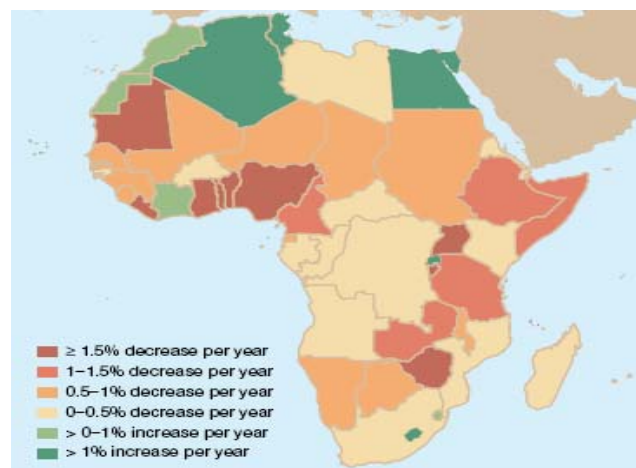 ≥ 1.5% decrease per year
1–1.5% decrease per year
0.5–1% decrease per year
0–0.5% decrease per year
> 0–1% increase per year
> 1% increase per year